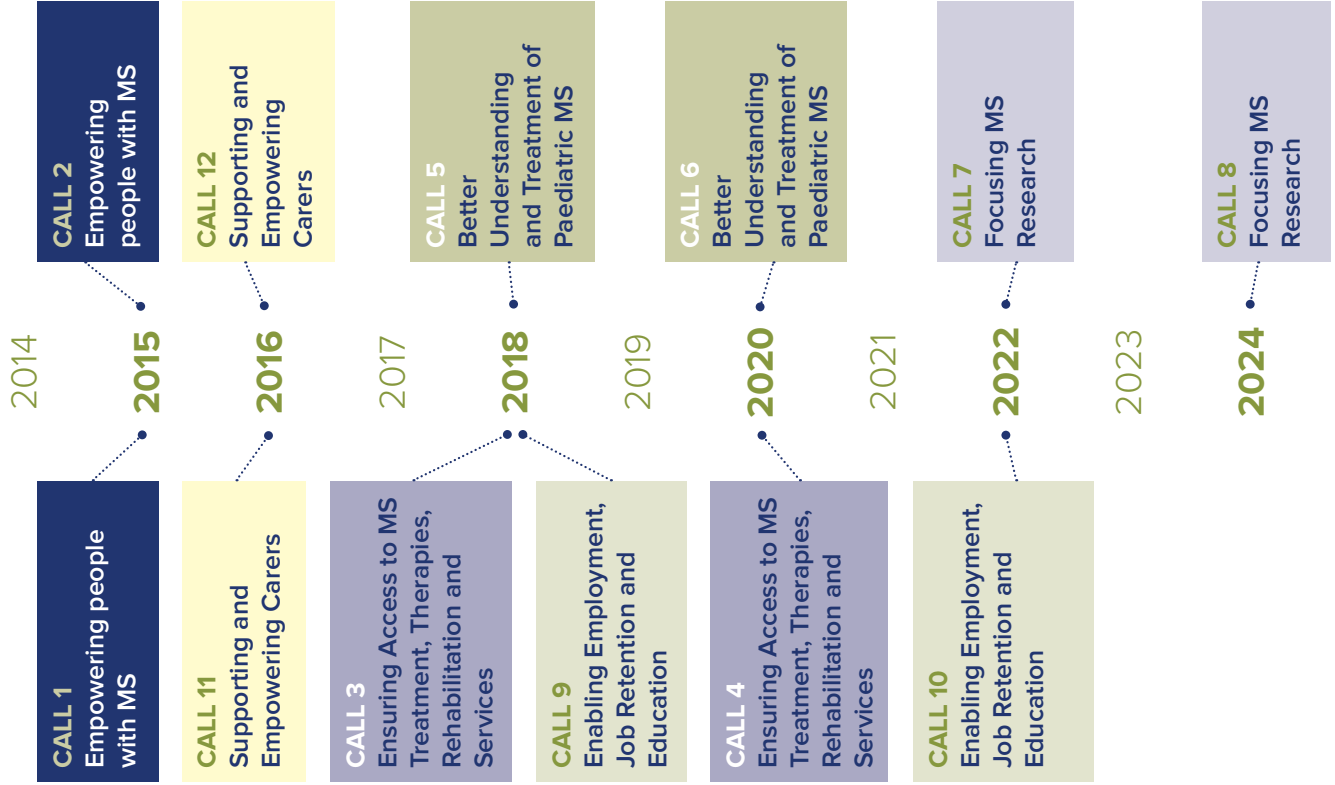 2014
CALL 1
Empowering people
with MS
2015
CALL 2
Empowering
people with MS
CALL 11
Supporting and
Empowering Carers
2016
CALL 12
Supporting and
Empowering
Carers
2017
CALL 3
Ensuring Access to MS
Treatment, Therapies,
Rehabilitation and
Services
2018
CALL 5
Better
Understanding
and Treatment of
Paediatric MS
CALL 9
Enabling Employment,
Job Retention and
Education
2019
CALL 4
Ensuring Access to MS
Treatment, Therapies,
Rehabilitation and
Services
2020
CALL 6
Better
Understanding
and Treatment of
Paediatric MS
2021
CALL 10
Enabling Employment,
Job Retention and
Education
2022
CALL 7
Focusing MS
Research
2023
2024
CALL 8
Focusing MS
Research